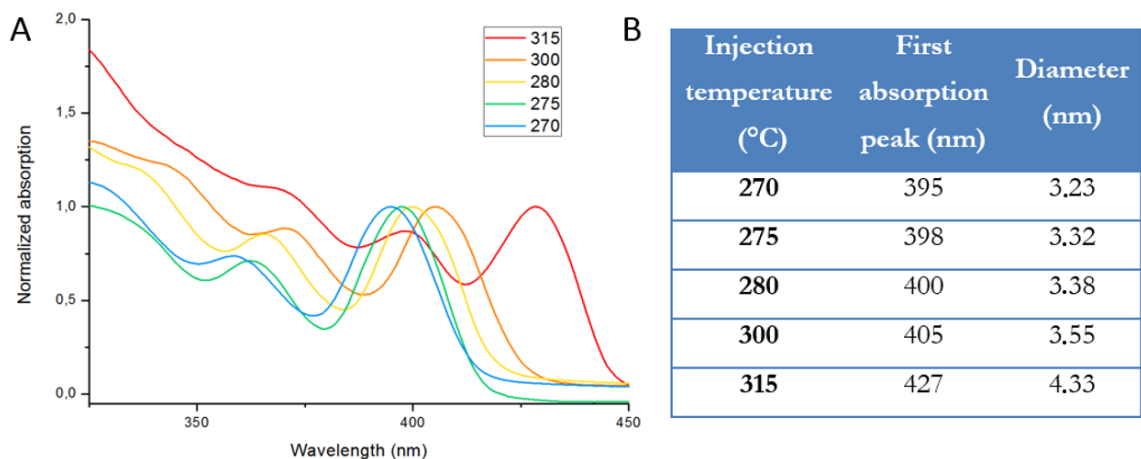 A
2,0
1,5
1,0
0,5
0,0
Normalized absorption
315
300
280
275
270
350
400
450
Wavelength (nm)
B
Injection temperature (°C) First absorption peak (nm) Diameter (nm)
270 395 3.23
275 398 3.32
280 400 3.38
300 405 3.55
315 427 4.33